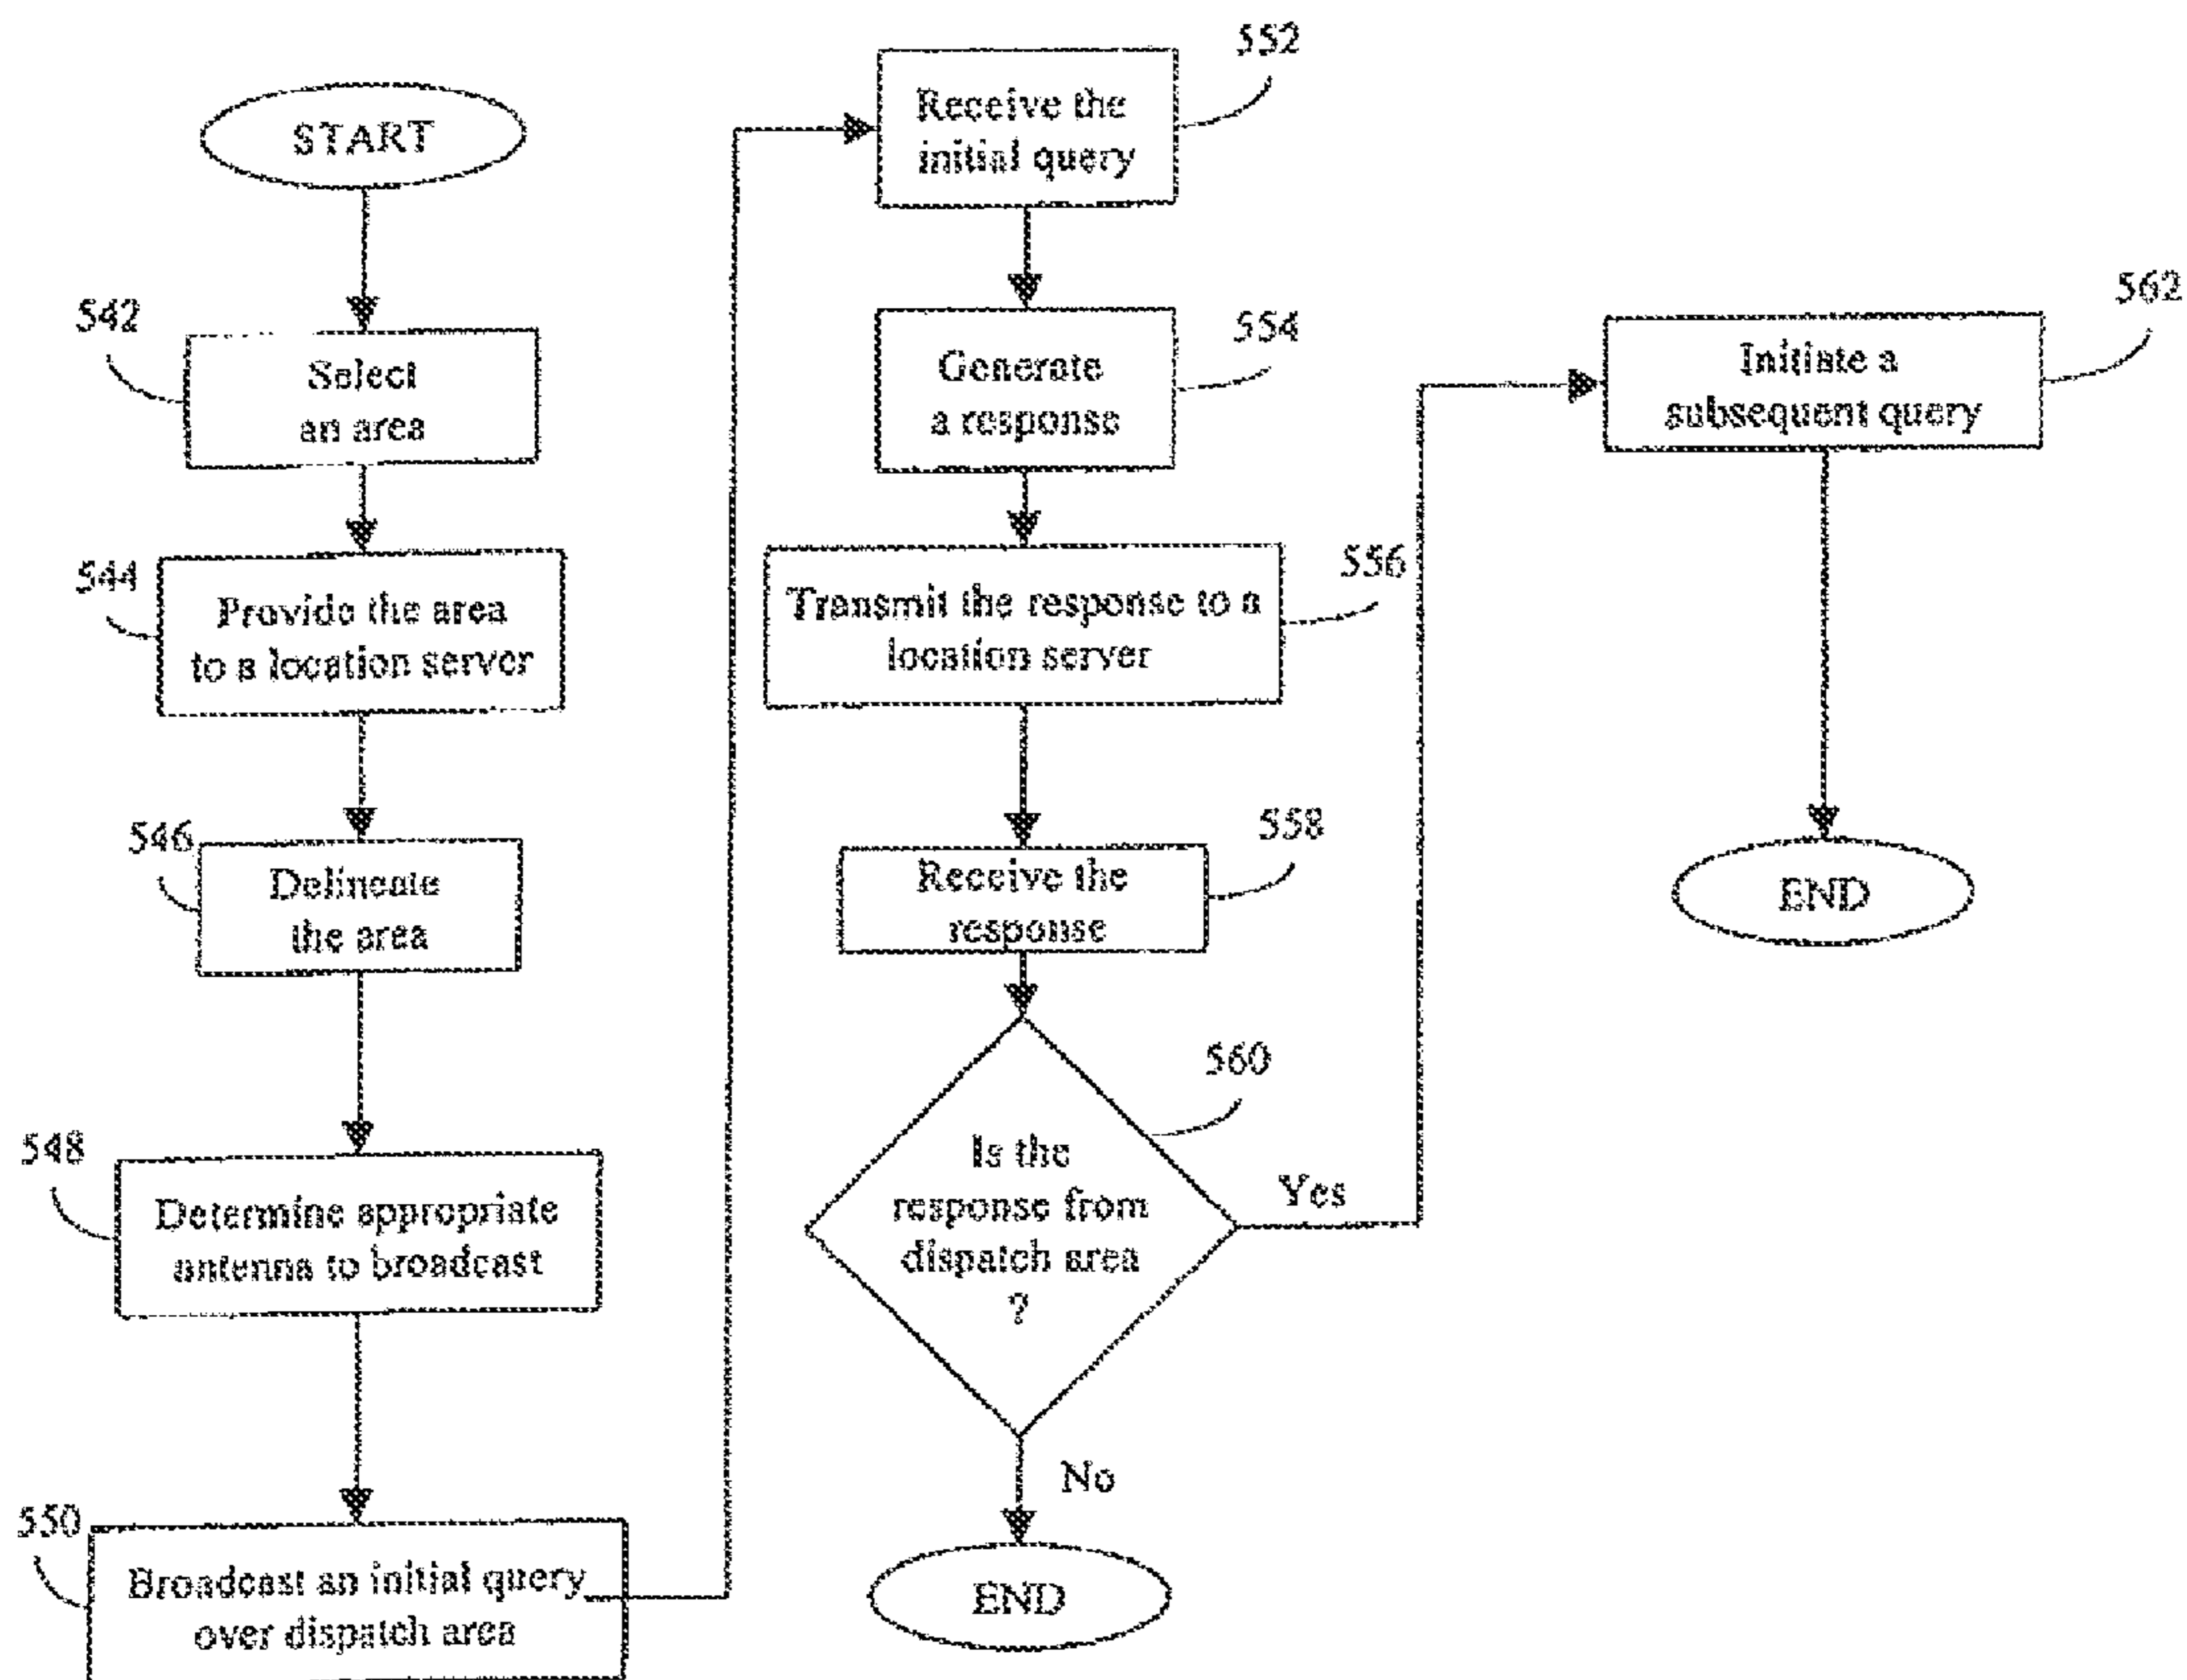 START
542
Select
an area
544
Provide the area
to a location server
546
Delineate
the area
548
Determine appropriate
antenna to broadcast
550
Broadcast an initial query
over dispatch area
552
Receive the
initial query
554
Generate
a response
556
Transmit the response to a
location server
558
Receive the
response
560
Is the
response from
dispatch area
?
Yes
No
END
562
Initiate a
subsequent query
END